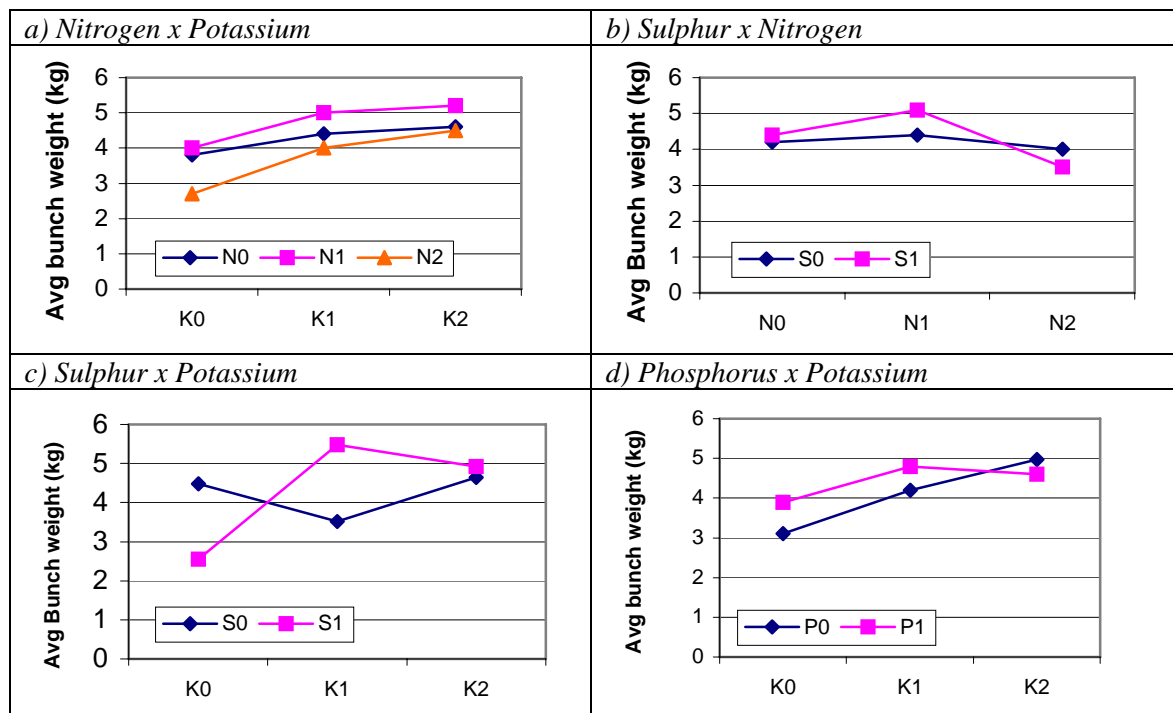 a) Nitrogen x Potassium
Avg bunch weight (kg)
6
5
4
3
2
1
0
N0 N1 N2
K0 K1 K2
b) Sulphur x Nitrogen
Avg Bunch weight (kg)
6
5
4
3
2
1
0
S0 S1
N0 N1 N2
c) Sulphur x Potassium
Avg Bunch weight (kg)
6
5
4
3
2
1
0
S0 S1
K0 K1 K2
d) Phosphorus x Potassium
Avg bunch weight (kg)
6
5
4
3
2
1
0
P0 P1
K0 K1 K2